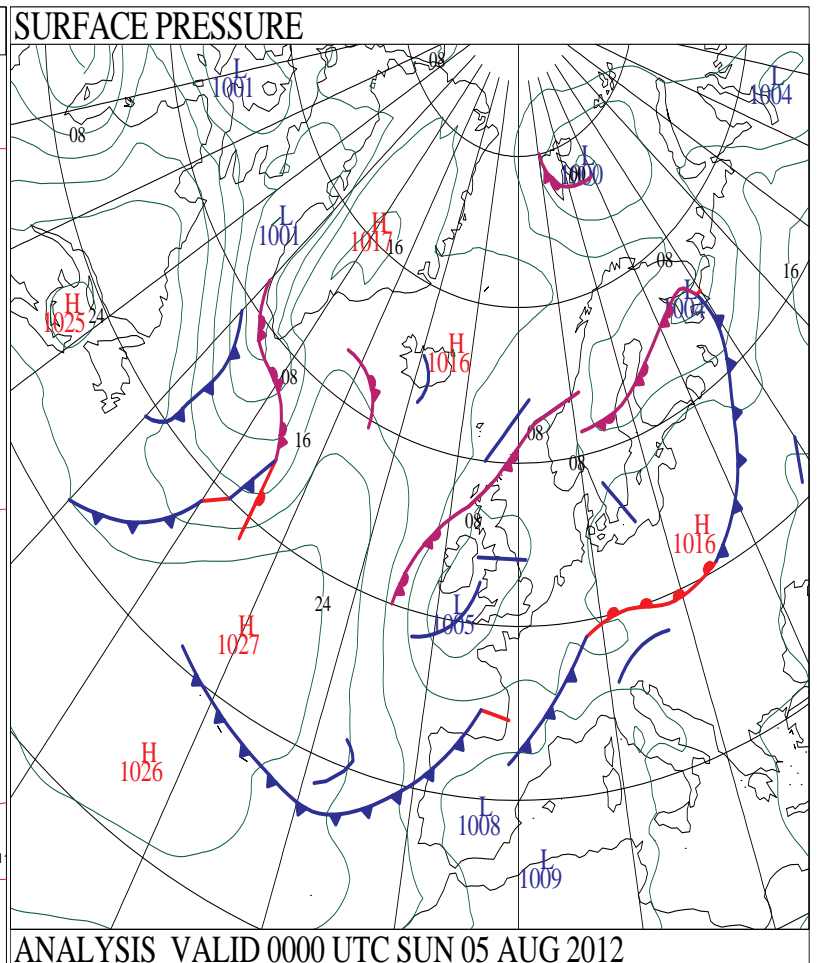 SURFACE PRESSURE
08
L
1001
L
1004
08
L
1000
L
1001
H
1017
16
08
16
H
1025
24
L
1004
H
1016
08
16
08
08
08
H
1016
24
L
1005
H
1027
H
1026
L
1008
L
1009
ANALYSIS VALID 0000 UTC SUN 05 AUG 2012